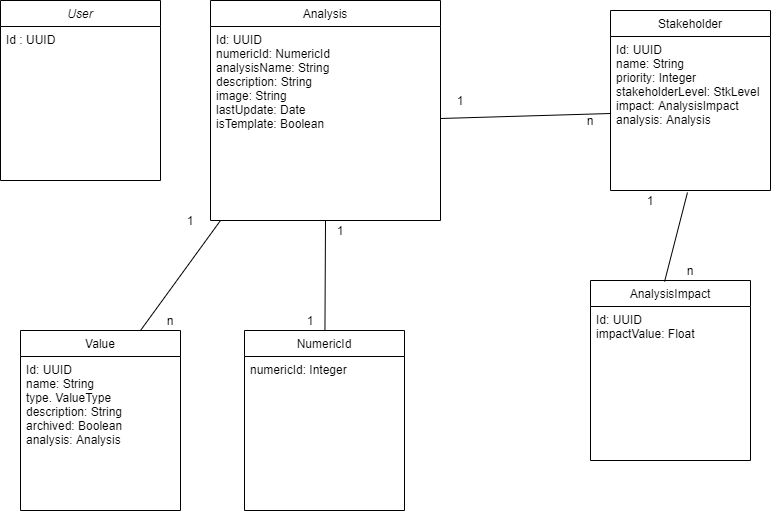 User
Id : UUID
Analysis
Id: UUID
numericId: NumericId
analysisName: String
description: String
image: String
lastUpdate: Date
isTemplate: Boolean
Stakeholder
Id: UUID
name: String
priority: Integer
stakeholderLevel: StkLevel
impact: AnalysisImpact
analysis: Analysis
1
n
1
n
1
1
1
n
Value
Id: UUID
name: String
type. ValueType
description: String
archived: Boolean
analysis: Analysis
NumericId
numericId: Integer
AnalysisImpact
Id: UUID
impactValue: Float